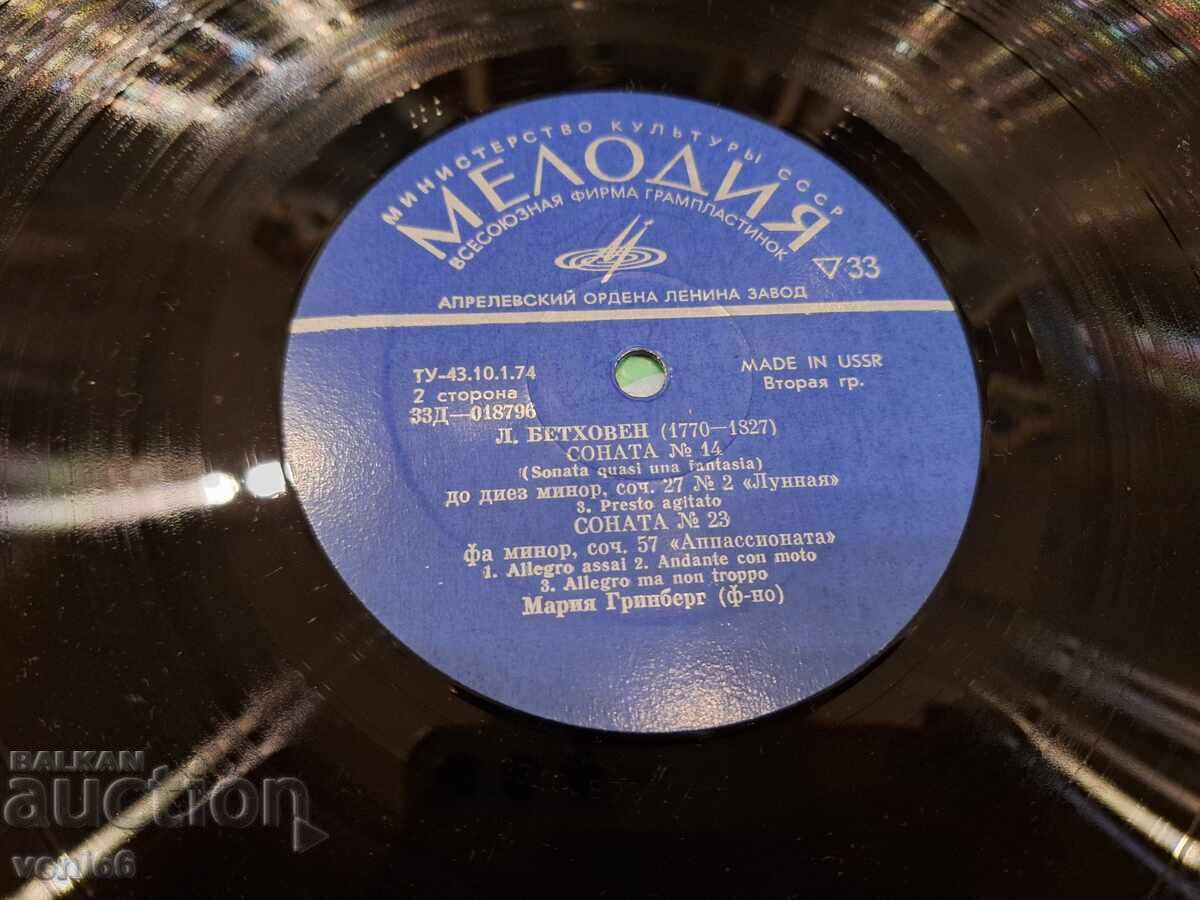 МИНИСТЕРСТВО КУЛЬТУРЫ СССР
МЕЛОДИЯ
ВСЕСОЮЗНАЯ ФИРМА ГРАМПЛАСТИНОК
33
АПРЕЛЕВСКИЙ ОРДЕНА ЛЕНИНА ЗАВОД
ТУ-43.10.1.74
MADE IN USSR
2 сторона
Вторая гр.
33Д—018796
Л. БЕТХОВЕН (1770—1827)
СОНАТА № 14
(Sonata quasi una fantasia)
до диез минор, соч. 27 № 2 «Лунная»
3. Presto agitato
СОНАТА № 23
фа минор, соч. 57 «Аппассионата»
1. Allegro assai 2. Andante con moto
3. Allegro ma non troppo
Мария Гринберг (ф-но)
BALKAN
auction
veni66